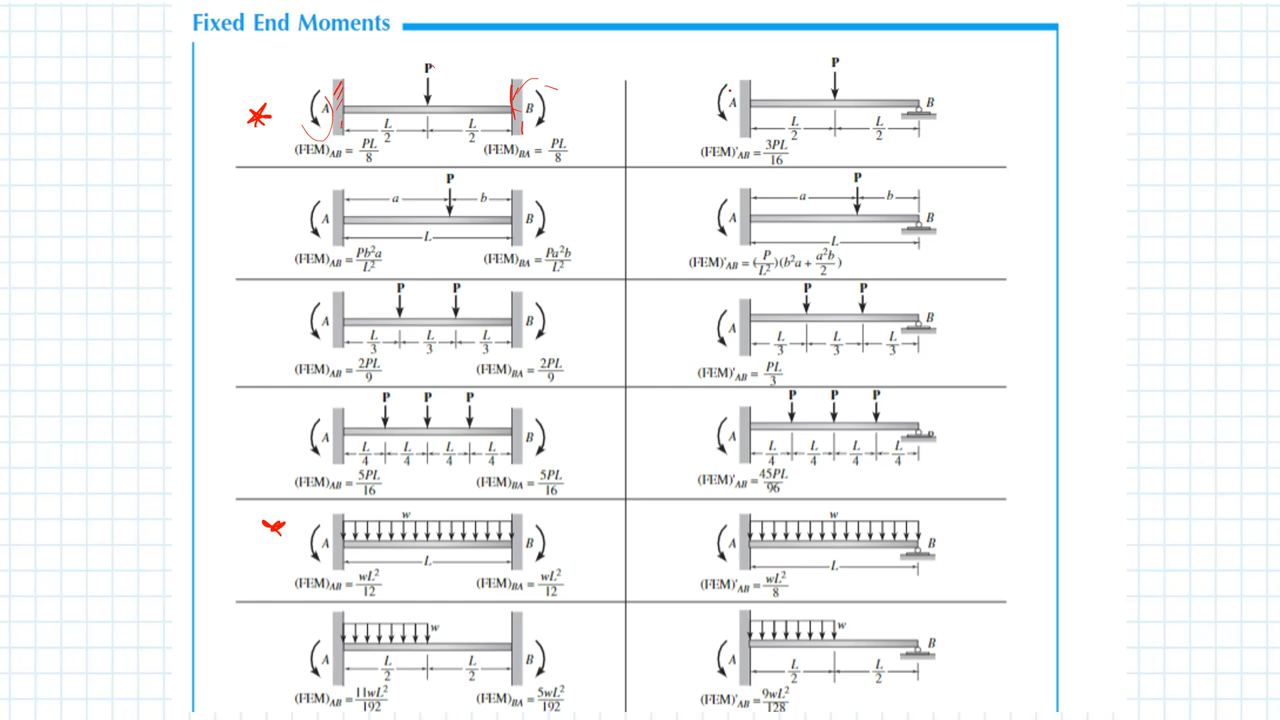 Fixed End Moments
P
P
A
B
A
B
L/2 L/2
L/2 L/2
(FEM)AB = PL/8 (FEM)BA = PL/8
(FEM)'AB = 3PL/16
P
P
a b
a b
A
B
A
B
L
L
(FEM)AB = Pb²a/L² (FEM)BA = Pa²b/L²
(FEM)'AB = (P/L²)(b²a + a²b/2)
P P
P P
A
B
A
B
L/3 L/3 L/3
L/3 L/3 L/3
(FEM)AB = 2PL/9 (FEM)BA = 2PL/9
(FEM)'AB = PL/3
P P P
P P P
A
B
A
B
L/4 L/4 L/4 L/4
L/4 L/4 L/4 L/4
(FEM)AB = 5PL/16 (FEM)BA = 5PL/16
(FEM)'AB = 45PL/96
w
w
A
B
A
B
L
L
(FEM)AB = wL²/12 (FEM)BA = wL²/12
(FEM)'AB = wL²/8
w
w
A
B
A
B
L/2 L/2
L/2 L/2
(FEM)AB = 11wL²/192 (FEM)BA = 5wL²/192
(FEM)'AB = 9wL²/128